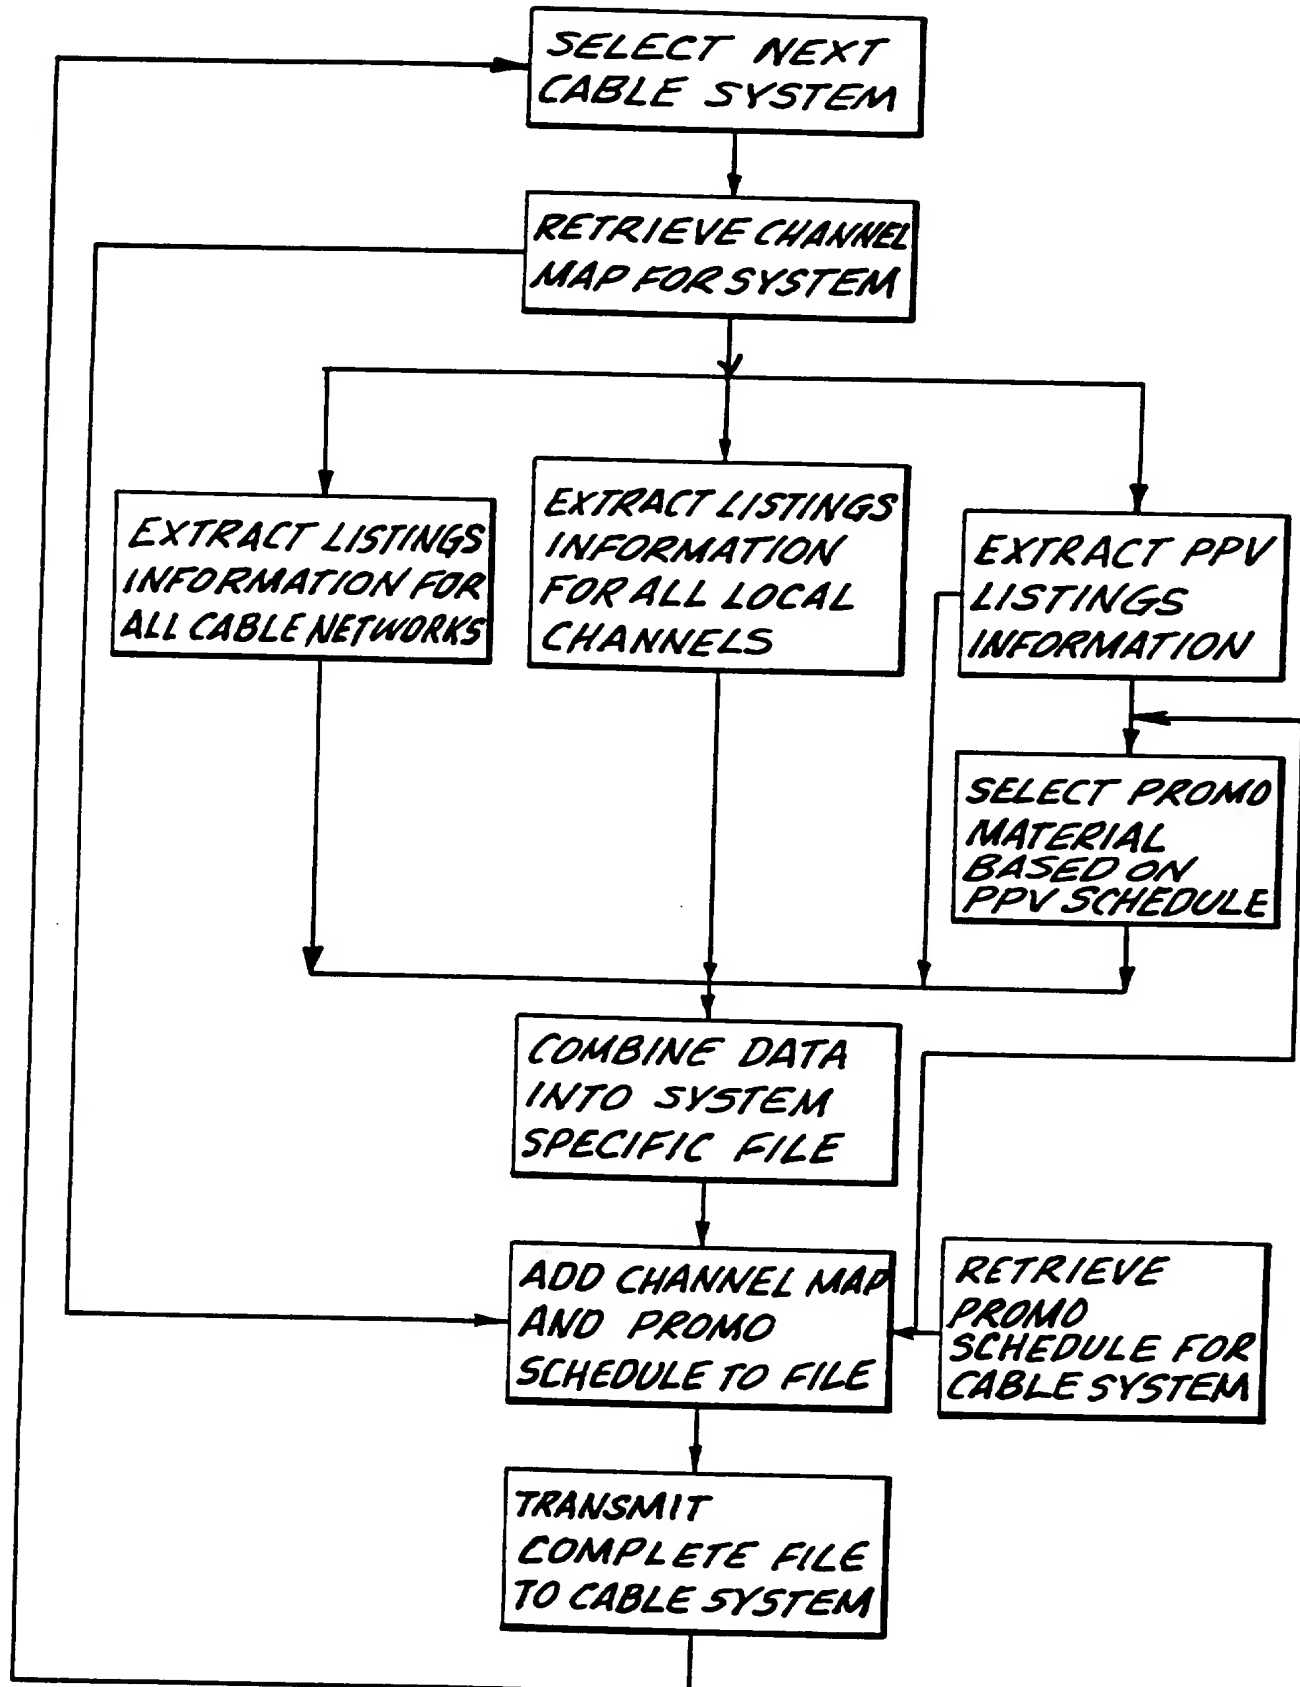 SELECT NEXT
CABLE SYSTEM
RETRIEVE CHANNEL
MAP FOR SYSTEM
EXTRACT LISTINGS
INFORMATION FOR
ALL CABLE NETWORKS
EXTRACT LISTINGS
INFORMATION
FOR ALL LOCAL
CHANNELS
EXTRACT PPV
LISTINGS
INFORMATION
SELECT PROMO
MATERIAL
BASED ON
PPV SCHEDULE
COMBINE DATA
INTO SYSTEM
SPECIFIC FILE
ADD CHANNEL MAP
AND PROMO
SCHEDULE TO FILE
RETRIEVE
PROMO
SCHEDULE FOR
CABLE SYSTEM
TRANSMIT
COMPLETE FILE
TO CABLE SYSTEM